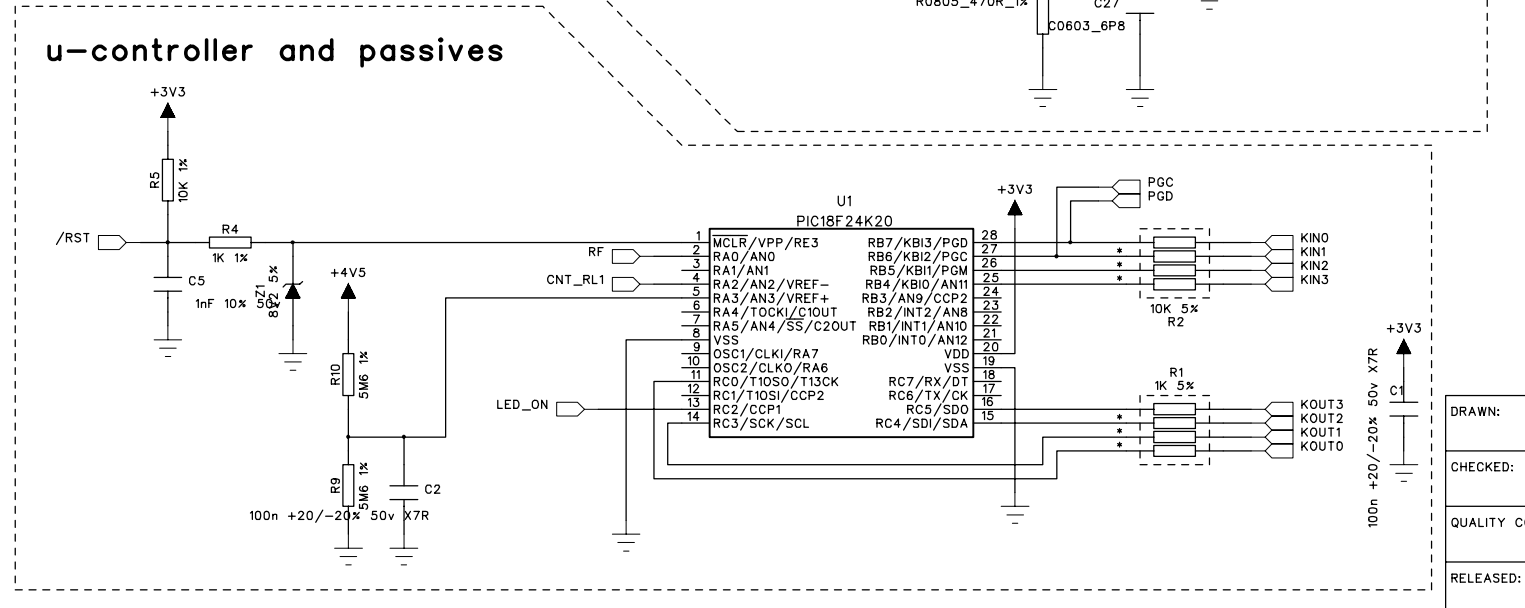 R0805_470R_1%
C27
C0603_6P8
u-controller and passives
+3V3
R5
10K 1%
/RST
R4
1K 1%
C5
1nF 10% 50v
Z1
8V2 5%
+4V5
R10
5M6 1%
R9
5M6 1%
C2
100n +20/-20% 50v X7R
RF
CNT_RL1
LED_ON
U1
PIC18F24K20
1 MCLR/VPP/RE3
2 RA0/AN0
3 RA1/AN1
4 RA2/AN2/VREF-
5 RA3/AN3/VREF+
6 RA4/TOCKI/C1OUT
7 RA5/AN4/SS/C2OUT
8 VSS
9 OSC1/CLKI/RA7
10 OSC2/CLKO/RA6
11 RC0/T1OSO/T13CK
12 RC1/T1OSI/CCP2
13 RC2/CCP1
14 RC3/SCK/SCL
RB7/KBI3/PGD 28
RB6/KBI2/PGC 27
RB5/KBI1/PGM 26
RB4/KBI0/AN11 25
RB3/AN9/CCP2 24
RB2/INT2/AN8 23
RB1/INT1/AN10 22
RB0/INT0/AN12 21
VDD 20
VSS 19
RC7/RX/DT 18
RC6/TX/CK 17
RC5/SDO 16
RC4/SDI/SDA 15
+3V3
PGC
PGD
*
*
*
KIN0
KIN1
KIN2
KIN3
10K 5%
R2
R1
1K 5%
*
*
*
KOUT3
KOUT2
KOUT1
KOUT0
+3V3
C1
100n +20/-20% 50v X7R
DRAWN:
CHECKED:
QUALITY C
RELEASED: